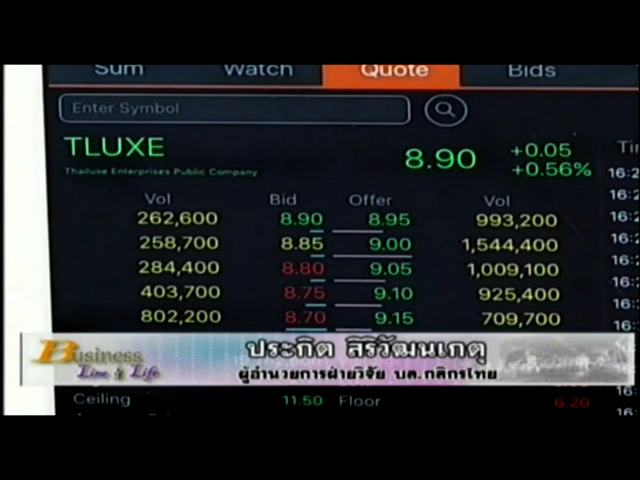 Sum Watch Quote Bids
Enter Symbol
TLUXE 8.90 +0.05
Thailuxe Enterprises Public Company +0.56%
Vol Bid Offer Vol
262,600 8.90 8.95 993,200
258,700 8.85 9.00 1,544,400
284,400 8.80 9.05 1,009,100
403,700 8.75 9.10 925,400
802,200 8.70 9.15 709,700
Business
Line & Life
ประกิต สิริวัฒนเกตุ
ผู้อำนวยการฝ่ายวิจัย บล.กสิกรไทย
Ceiling 11.50 Floor 6.20